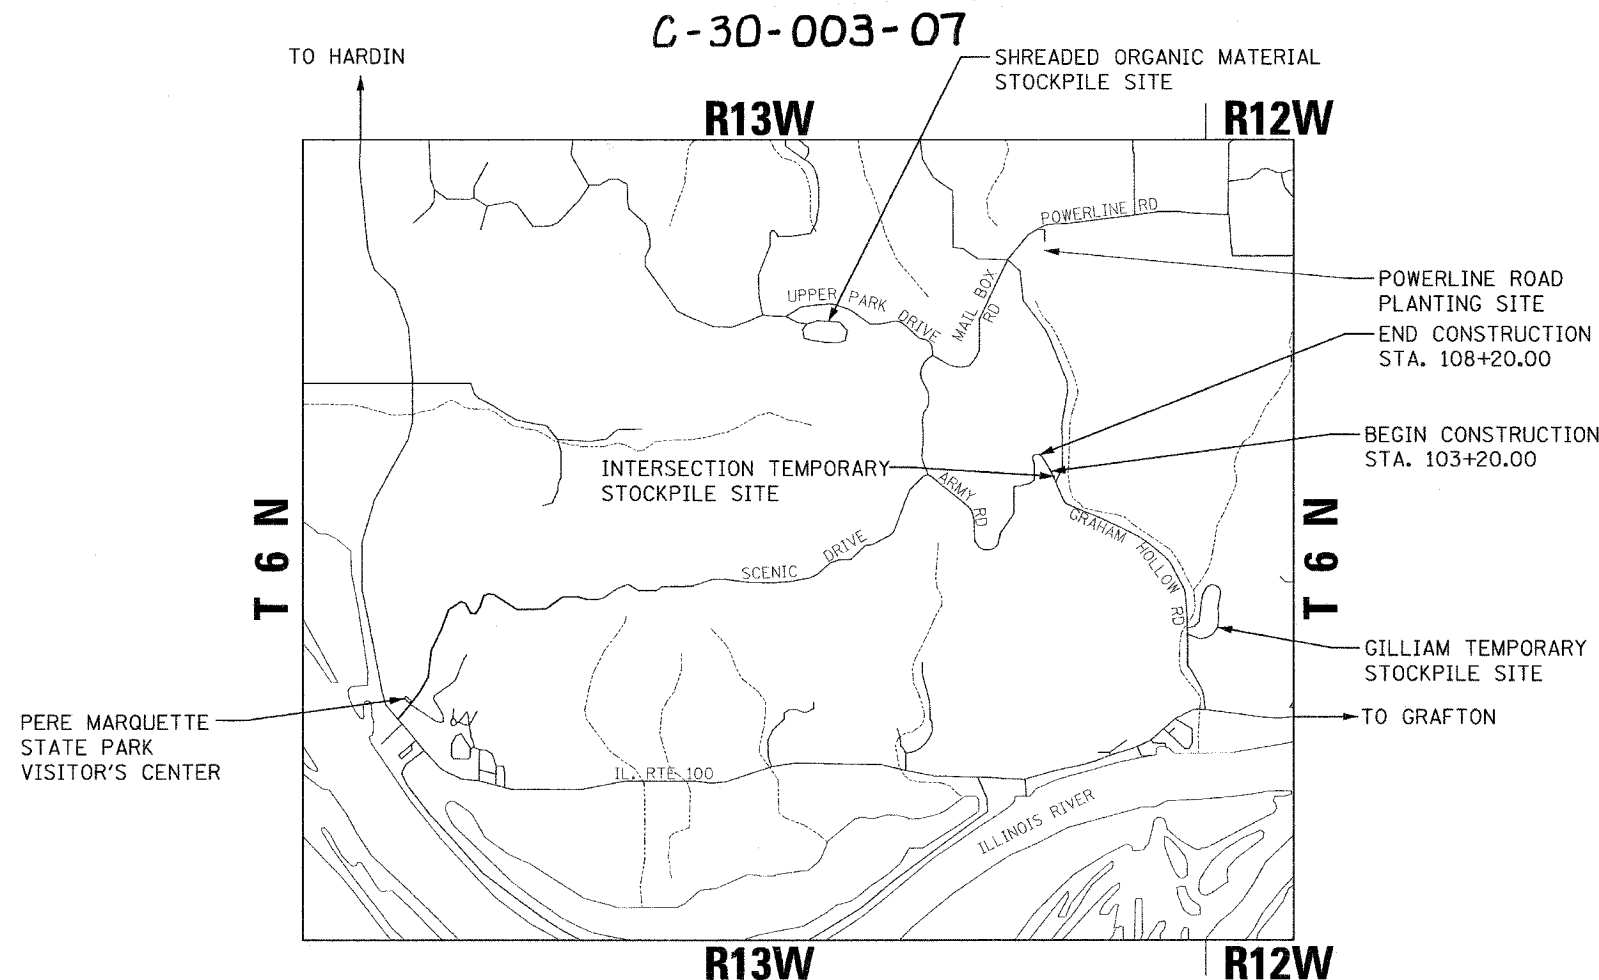 C-30-003-07
TO HARDIN
SHREADED ORGANIC MATERIAL
STOCKPILE SITE
R13W
R12W
POWERLINE RD
POWERLINE ROAD
PLANTING SITE
UPPER PARK DRIVE
MAIL BOX
RD
END CONSTRUCTION
STA. 108+20.00
BEGIN CONSTRUCTION
STA. 103+20.00
INTERSECTION TEMPORARY
STOCKPILE SITE
ARMY
RD
GRAHAM HOLLOW RD
T 6 N
T 6 N
SCENIC DRIVE
GILLIAM TEMPORARY
STOCKPILE SITE
TO GRAFTON
PERE MARQUETTE
STATE PARK
VISITOR'S CENTER
IL. RTE 100
ILLINOIS RIVER
R13W
R12W